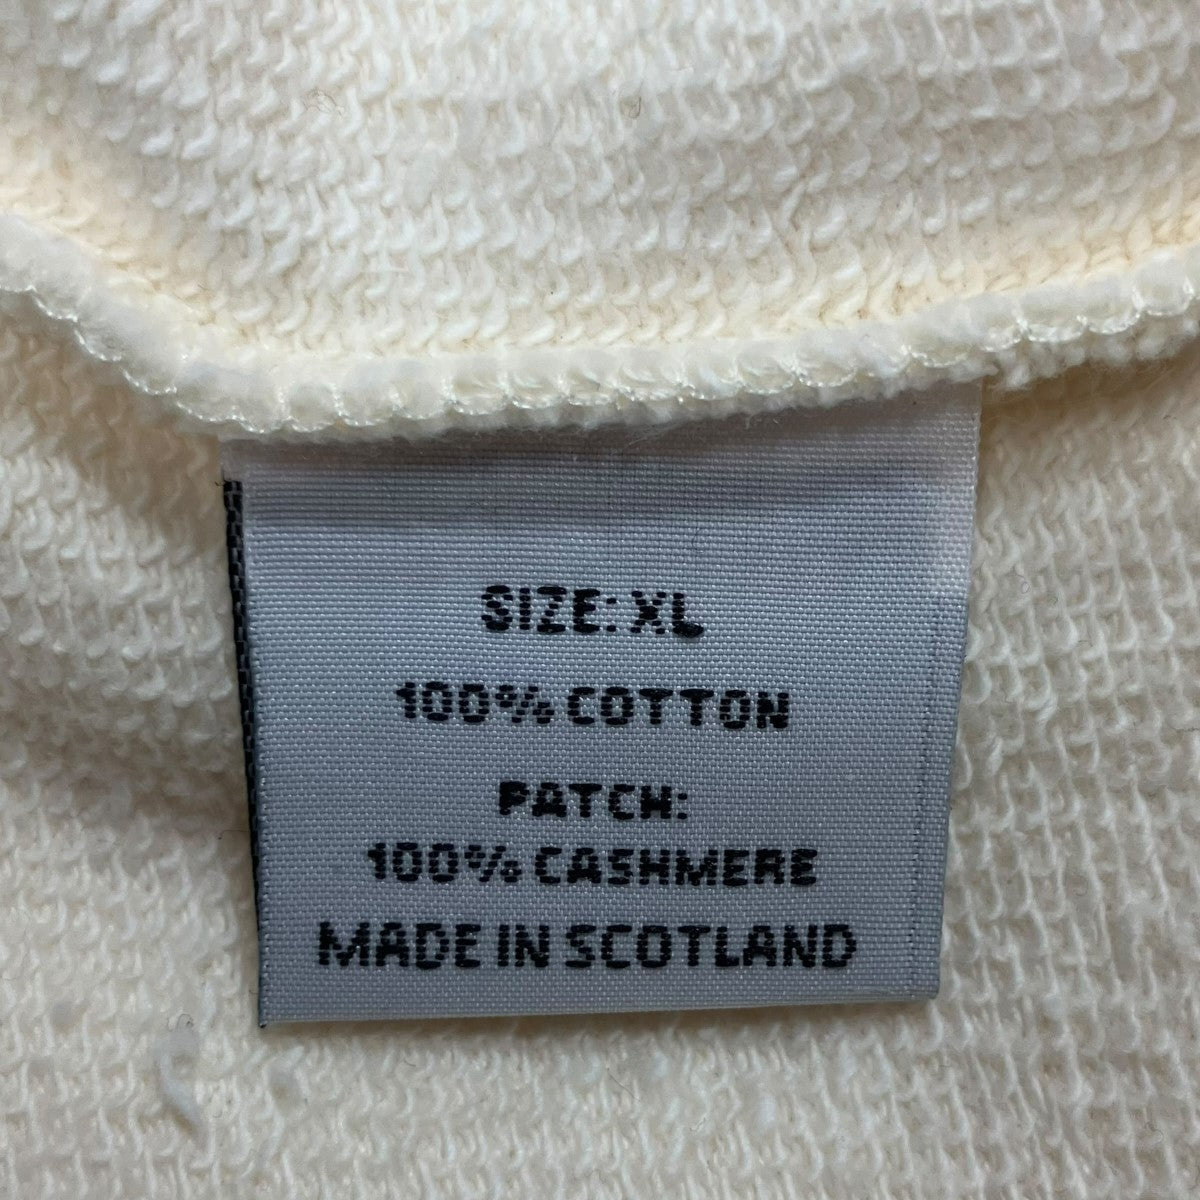 SIZE: XL
100% COTTON
PATCH:
100% CASHMERE
MADE IN SCOTLAND